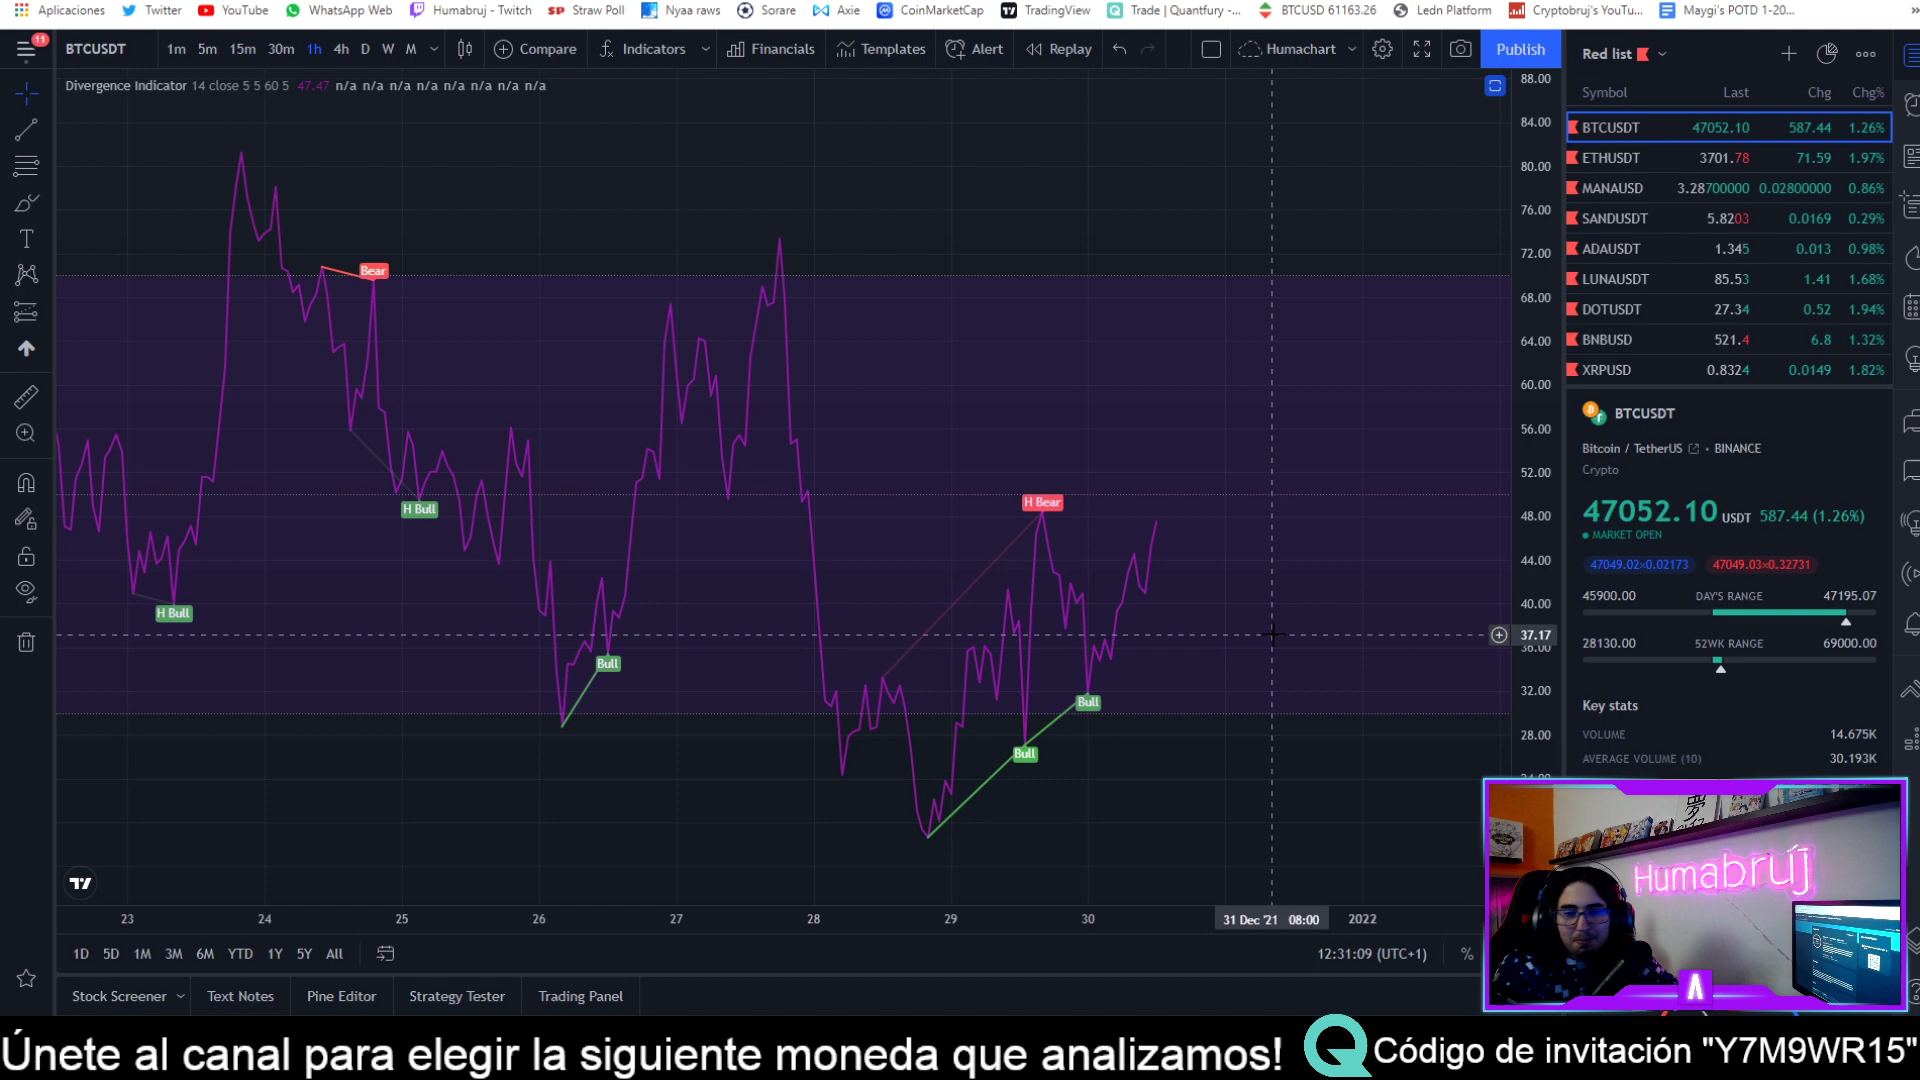 Aplicaciones Twitter YouTube WhatsApp Web Humabruj - Twitch Straw Poll Nyaa raws Sorare Axie CoinMarketCap TradingView Trade | Quantfury -... BTCUSD 61163.26 Ledn Platform Cryptobruj's YouTu... Maygi's POTD 1-20...
11 BTCUSDT 1m 5m 15m 30m 1h 4h D W M Compare Indicators Financials Templates Alert Replay Humachart Publish
Divergence Indicator 14 close 5 5 60 5 47.47 n/a n/a n/a n/a n/a n/a n/a n/a
Bear
H Bull
H Bull
Bull
H Bear
Bull
Bull
88.00
84.00
80.00
76.00
72.00
68.00
64.00
60.00
56.00
52.00
48.00
44.00
40.00
37.17
36.00
32.00
28.00
24.00
23 24 25 26 27 28 29 30 31 Dec '21 08:00 2022
1D 5D 1M 3M 6M YTD 1Y 5Y All 12:31:09 (UTC+1) %
Stock Screener Text Notes Pine Editor Strategy Tester Trading Panel
Red list
Symbol Last Chg Chg%
BTCUSDT 47052.10 587.44 1.26%
ETHUSDT 3701.78 71.59 1.97%
MANAUSD 3.28700000 0.02800000 0.86%
SANDUSDT 5.8203 0.0169 0.29%
ADAUSDT 1.345 0.013 0.98%
LUNAUSDT 85.53 1.41 1.68%
DOTUSDT 27.34 0.52 1.94%
BNBUSD 521.4 6.8 1.32%
XRPUSD 0.8324 0.0149 1.82%
BTCUSDT
Bitcoin / TetherUS • BINANCE
Crypto
47052.10 USDT 587.44 (1.26%)
MARKET OPEN
47049.02×0.02173 47049.03×0.32731
45900.00 DAY'S RANGE 47195.07
28130.00 52WK RANGE 69000.00
Key stats
VOLUME 14.675K
AVERAGE VOLUME (10) 30.193K
Humabrúj
Únete al canal para elegir la siguiente moneda que analizamos! Código de invitación "Y7M9WR15"